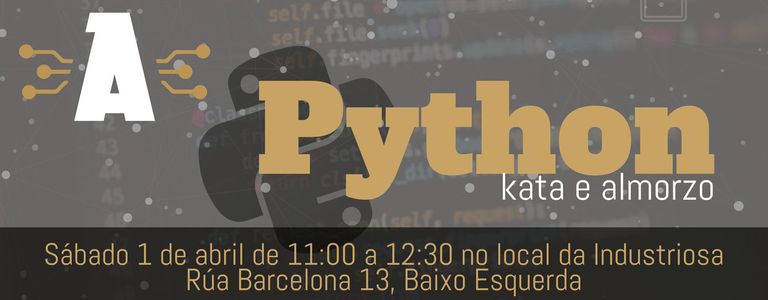 A
Python
kata e almorzo
Sábado 1 de abril de 11:00 a 12:30 no local da Industriosa
Rúa Barcelona 13, Baixo Esquerda